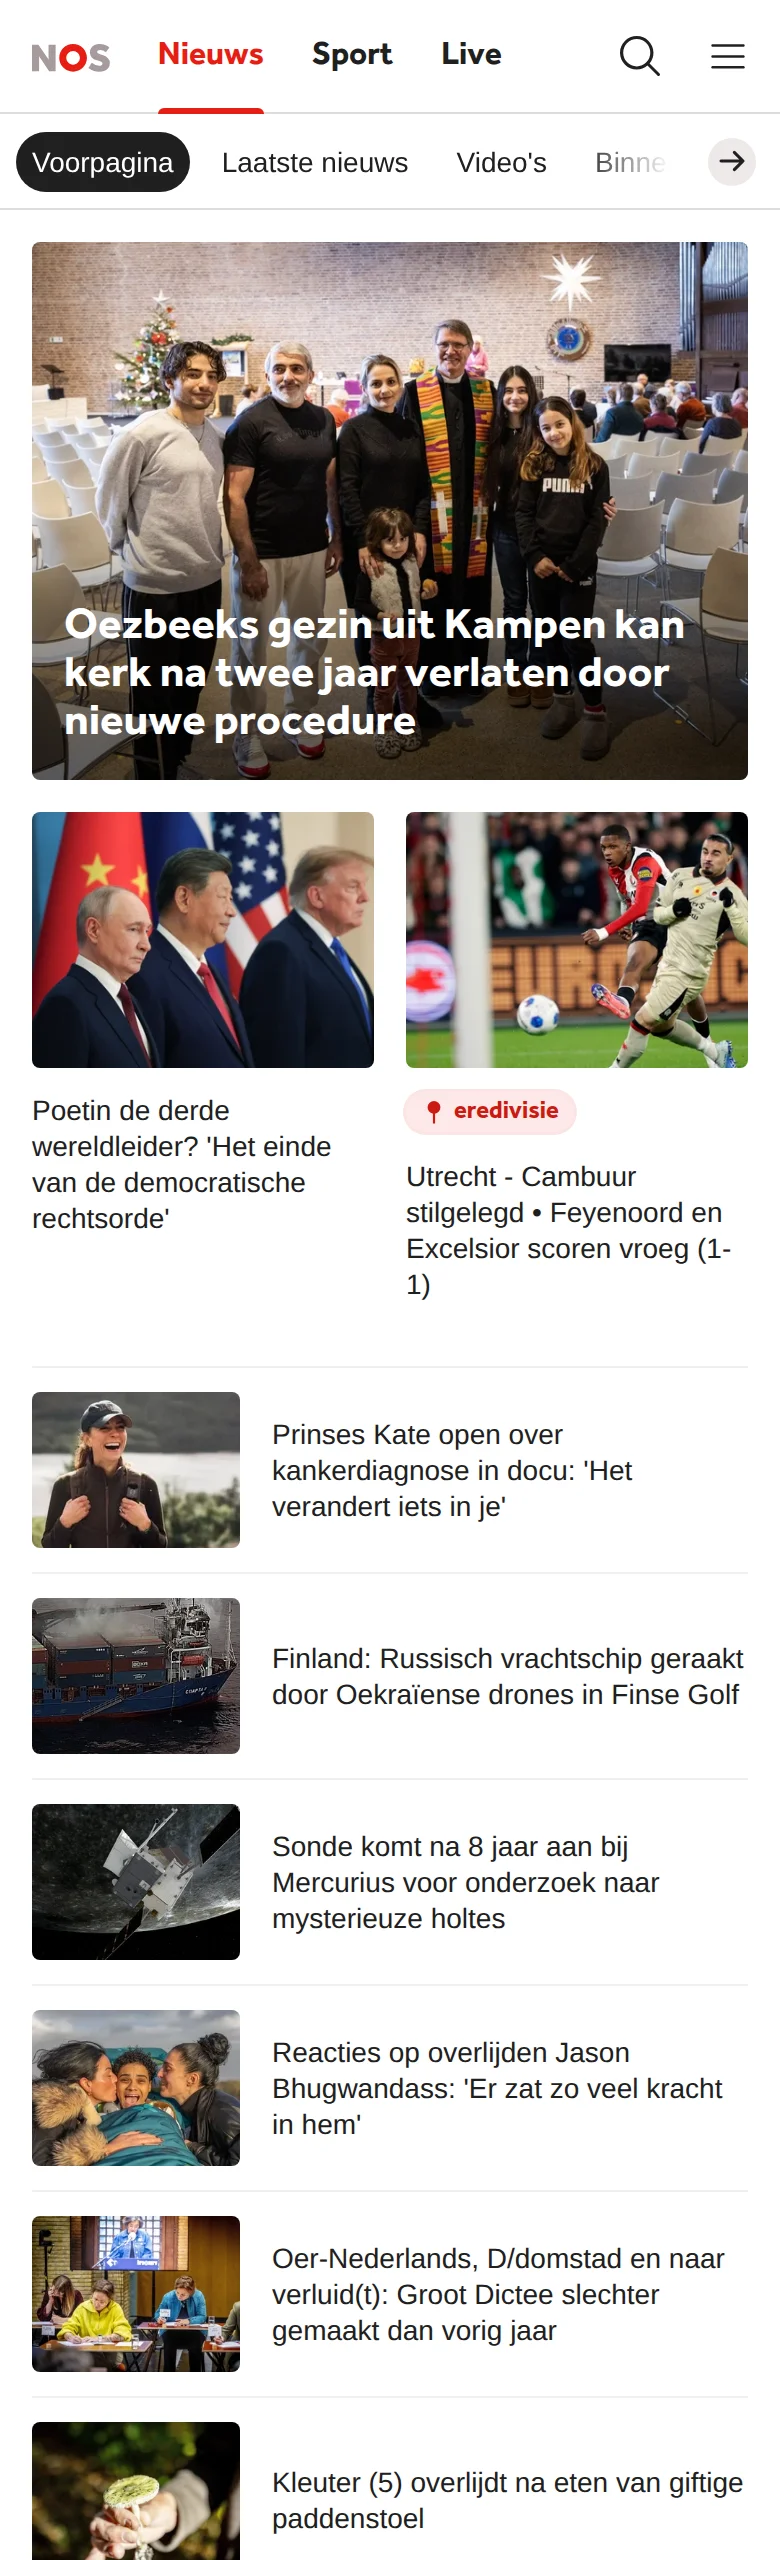 NOS
Nieuws
Sport
Live
Voorpagina
Laatste nieuws
Video's
Binne
PUMA
Oezbeeks gezin uit Kampen kan
kerk na twee jaar verlaten door
nieuwe procedure
Poetin de derde
wereldleider? 'Het einde
van de democratische
rechtsorde'
eredivisie
Utrecht - Cambuur
stilgelegd • Feyenoord en
Excelsior scoren vroeg (1-
1)
Prinses Kate open over
kankerdiagnose in docu: 'Het
verandert iets in je'
Finland: Russisch vrachtschip geraakt
door Oekraïense drones in Finse Golf
Sonde komt na 8 jaar aan bij
Mercurius voor onderzoek naar
mysterieuze holtes
Reacties op overlijden Jason
Bhugwandass: 'Er zat zo veel kracht
in hem'
Oer-Nederlands, D/domstad en naar
verluid(t): Groot Dictee slechter
gemaakt dan vorig jaar
Kleuter (5) overlijdt na eten van giftige
paddenstoel